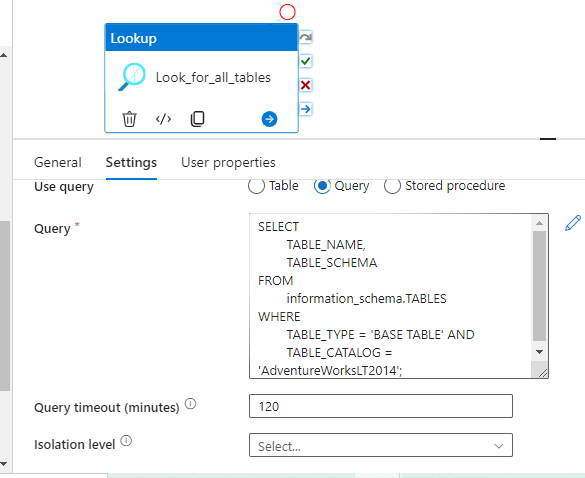 Lookup
Look_for_all_tables
General Settings User properties
Use query Table Query Stored procedure
Query *
SELECT
TABLE_NAME,
TABLE_SCHEMA
FROM
information_schema.TABLES
WHERE
TABLE_TYPE = 'BASE TABLE' AND
TABLE_CATALOG =
'AdventureWorksLT2014';
Query timeout (minutes) 120
Isolation level Select...